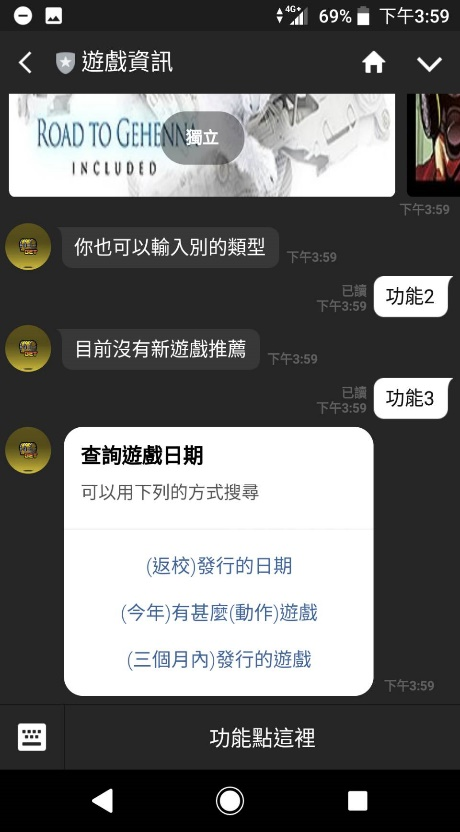 4G+ 69% 下午3:59
遊戲資訊
ROAD TO GEHENNA
獨立
INCLUDED
下午3:59
你也可以輸入別的類型
下午3:59
已讀
下午3:59
功能2
目前沒有新遊戲推薦
下午3:59
已讀
下午3:59
功能3
查詢遊戲日期
可以用下列的方式搜尋
(返校)發行的日期
(今年)有甚麼(動作)遊戲
(三個月內)發行的遊戲
下午3:59
功能點這裡